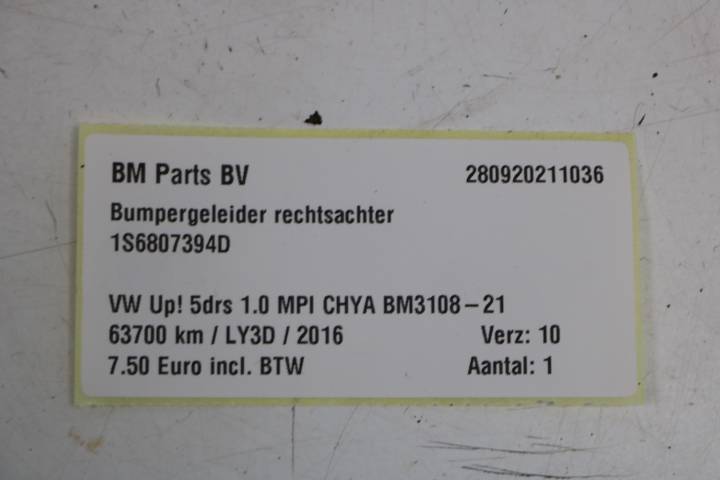 BM Parts BV 280920211036
Bumpergeleider rechtsachter
1S6807394D
VW Up! 5drs 1.0 MPI CHYA BM3108-21
63700 km / LY3D / 2016 Verz: 10
7.50 Euro incl. BTW Aantal: 1